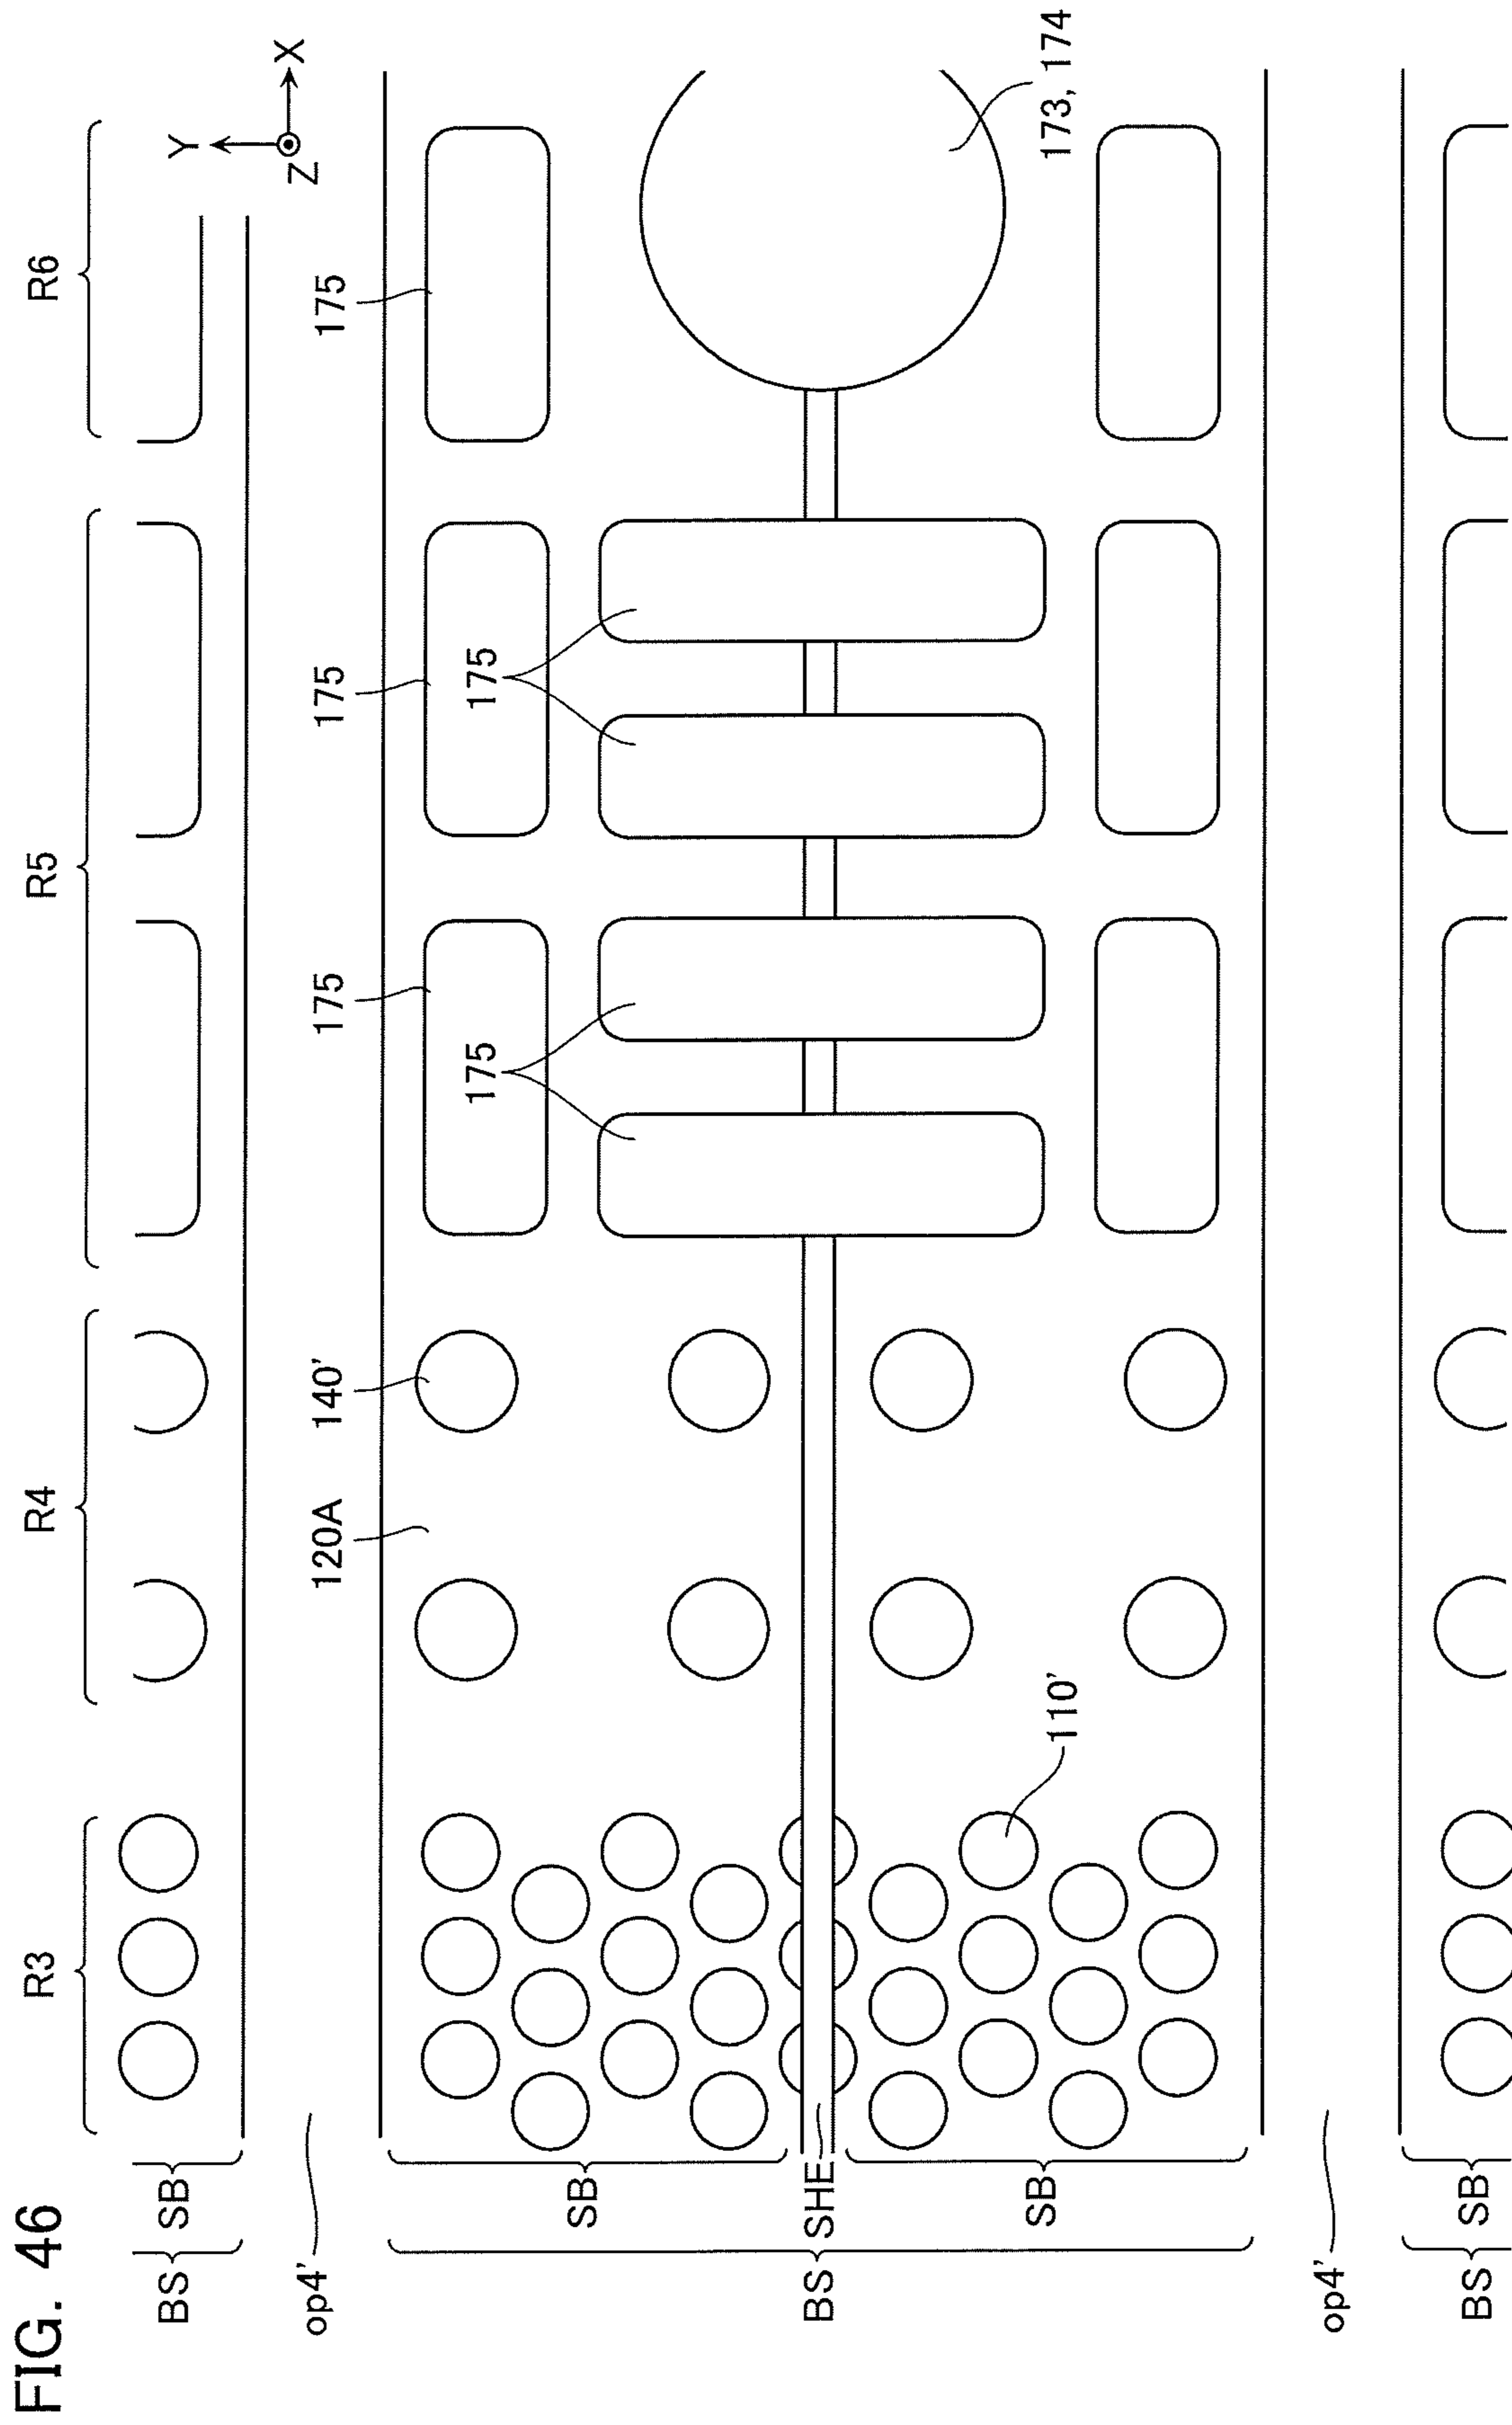 FIG. 46
R3
R4
R5
R6
Y
X
Z
BS
SB
op4'
120A
140'
175
175
175
175
175
SB
BS
SHE
SB
110'
173, 174
op4'
BS
SB